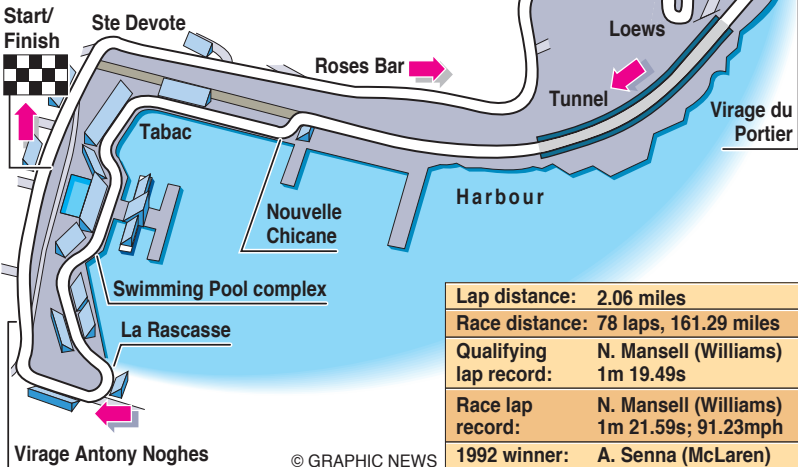 Start/
Finish
Ste Devote
Loews
Roses Bar
Tunnel
Virage du
Portier
Tabac
Harbour
Nouvelle
Chicane
Swimming Pool complex
La Rascasse
Virage Antony Noghes
© GRAPHIC NEWS
Lap distance: 2.06 miles
Race distance: 78 laps, 161.29 miles
Qualifying N. Mansell (Williams)
lap record: 1m 19.49s
Race lap N. Mansell (Williams)
record: 1m 21.59s; 91.23mph
1992 winner: A. Senna (McLaren)